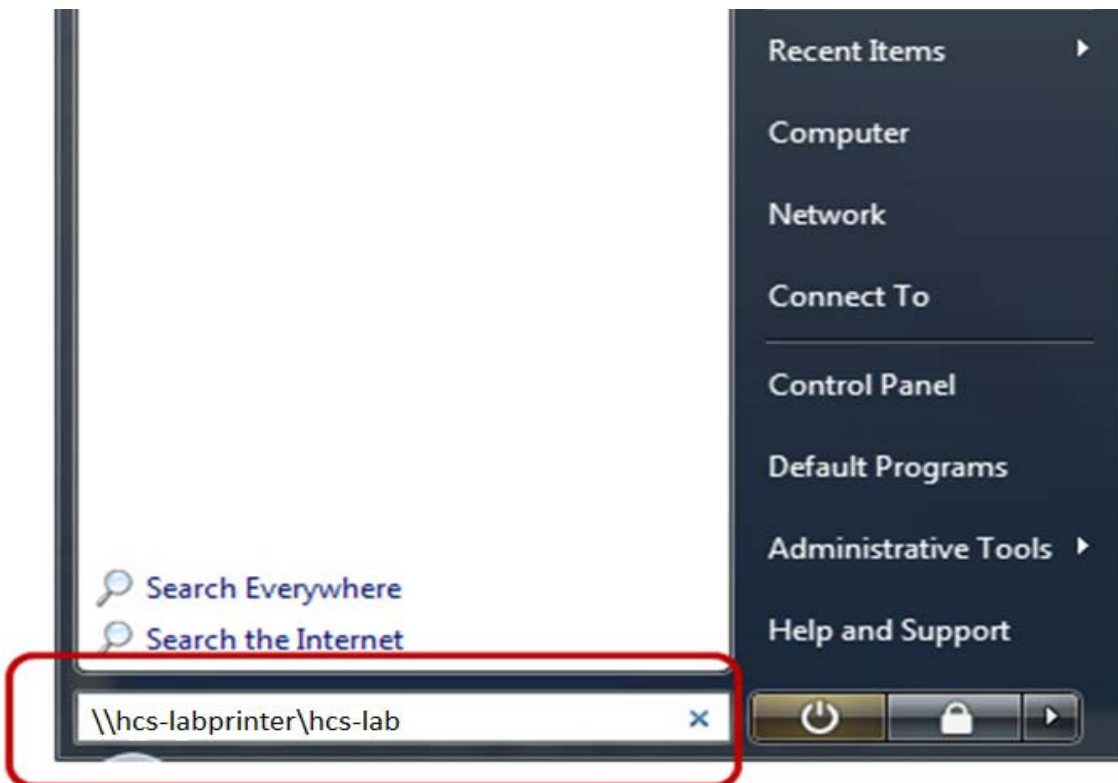 Recent Items
Computer
Network
Connect To
Control Panel
Default Programs
Administrative Tools
Help and Support
Search Everywhere
Search the Internet
\\hcs-labprinter\hcs-lab